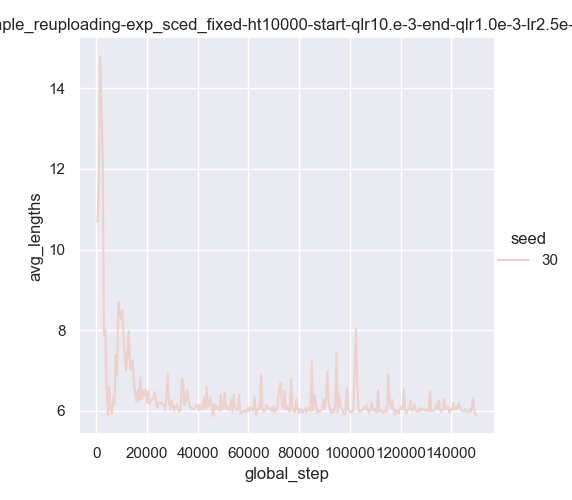 nple_reuploading-exp_sced_fixed-ht10000-start-qlr10.e-3-end-qlr1.0e-3-lr2.5e-
14
12
10
8
6
avg_lengths
seed
30
0 20000 40000 60000 80000 100000 120000 140000
global_step